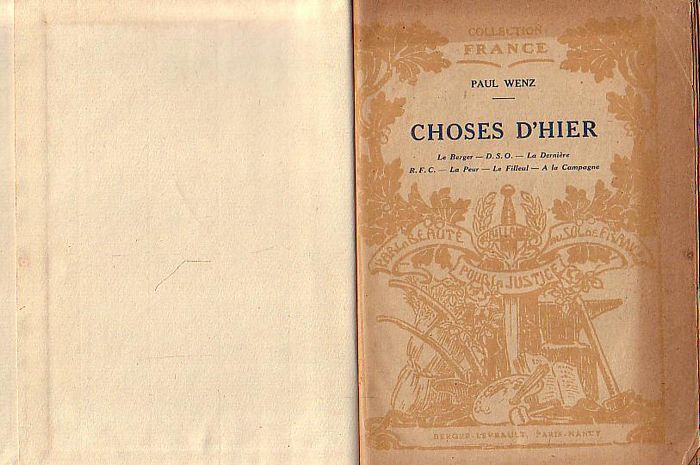 COLLECTION
FRANCE
PAUL WENZ
CHOSES D'HIER
Le Berger — D. S. O. — La Dernière
R. F. C. — La Peur — Le Filleul — A la Campagne
PAR LA BEAUTÉ
VAILLANCE
DU SOL DE FRANCE
POUR LA JUSTICE
BERGER-LEVRAULT, PARIS-NANCY